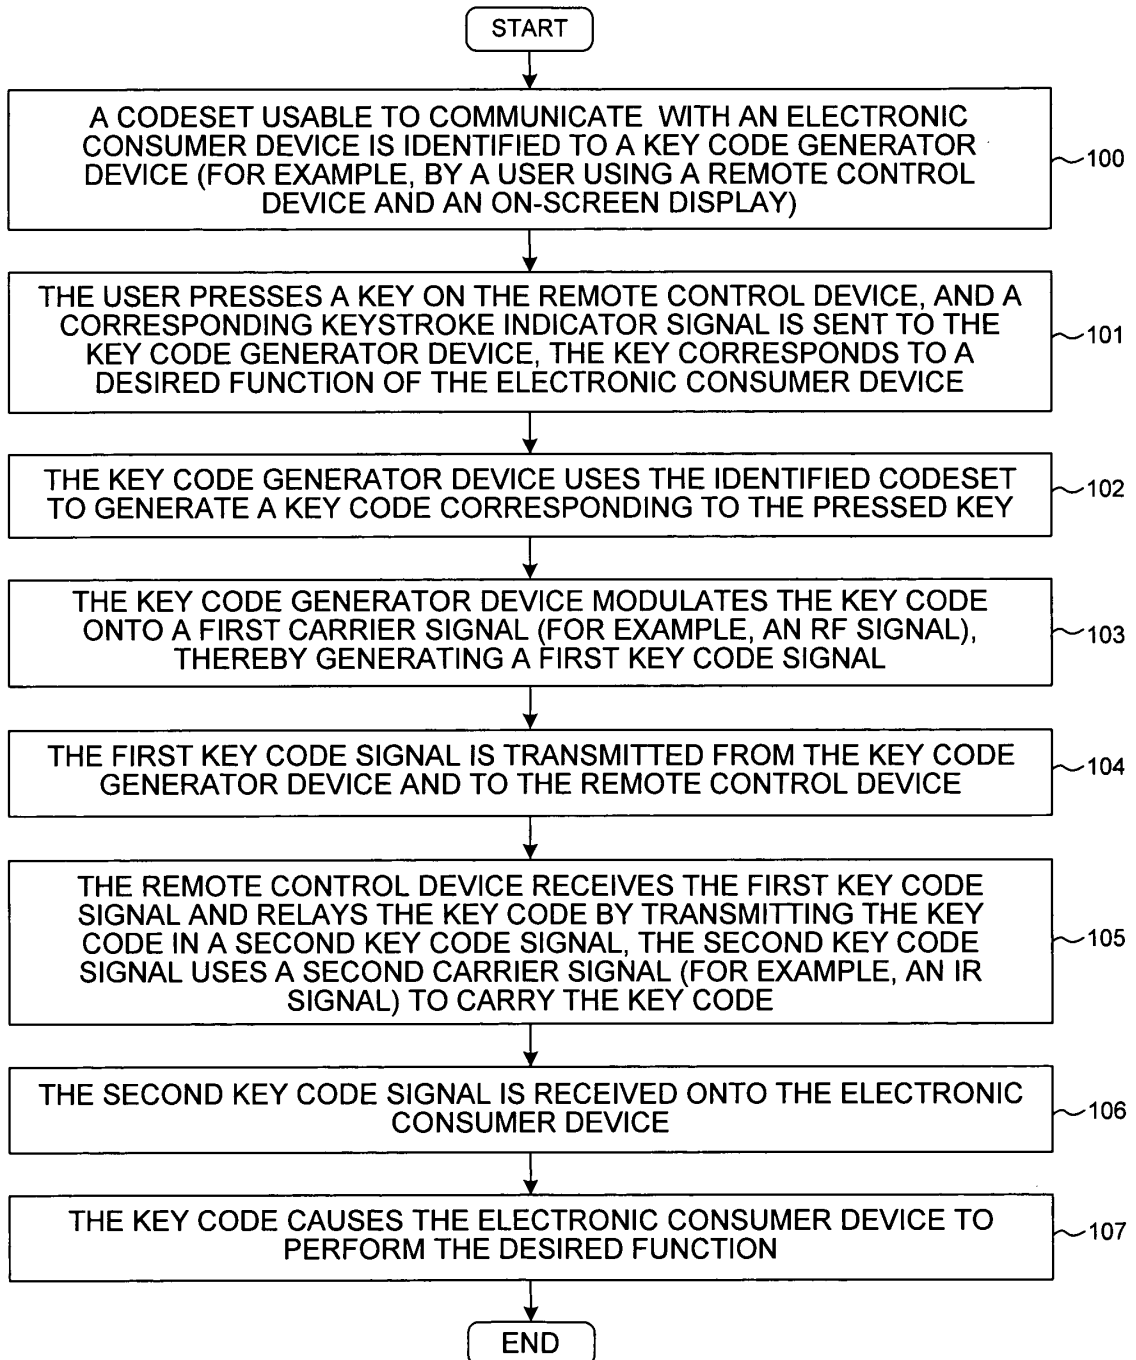 START
A CODESET USABLE TO COMMUNICATE WITH AN ELECTRONIC
CONSUMER DEVICE IS IDENTIFIED TO A KEY CODE GENERATOR
DEVICE (FOR EXAMPLE, BY A USER USING A REMOTE CONTROL
DEVICE AND AN ON-SCREEN DISPLAY)
100
THE USER PRESSES A KEY ON THE REMOTE CONTROL DEVICE, AND A
CORRESPONDING KEYSTROKE INDICATOR SIGNAL IS SENT TO THE
KEY CODE GENERATOR DEVICE, THE KEY CORRESPONDS TO A
DESIRED FUNCTION OF THE ELECTRONIC CONSUMER DEVICE
101
THE KEY CODE GENERATOR DEVICE USES THE IDENTIFIED CODESET
TO GENERATE A KEY CODE CORRESPONDING TO THE PRESSED KEY
102
THE KEY CODE GENERATOR DEVICE MODULATES THE KEY CODE
ONTO A FIRST CARRIER SIGNAL (FOR EXAMPLE, AN RF SIGNAL),
THEREBY GENERATING A FIRST KEY CODE SIGNAL
103
THE FIRST KEY CODE SIGNAL IS TRANSMITTED FROM THE KEY CODE
GENERATOR DEVICE AND TO THE REMOTE CONTROL DEVICE
104
THE REMOTE CONTROL DEVICE RECEIVES THE FIRST KEY CODE
SIGNAL AND RELAYS THE KEY CODE BY TRANSMITTING THE KEY
CODE IN A SECOND KEY CODE SIGNAL, THE SECOND KEY CODE
SIGNAL USES A SECOND CARRIER SIGNAL (FOR EXAMPLE, AN IR
SIGNAL) TO CARRY THE KEY CODE
105
THE SECOND KEY CODE SIGNAL IS RECEIVED ONTO THE ELECTRONIC
CONSUMER DEVICE
106
THE KEY CODE CAUSES THE ELECTRONIC CONSUMER DEVICE TO
PERFORM THE DESIRED FUNCTION
107
END